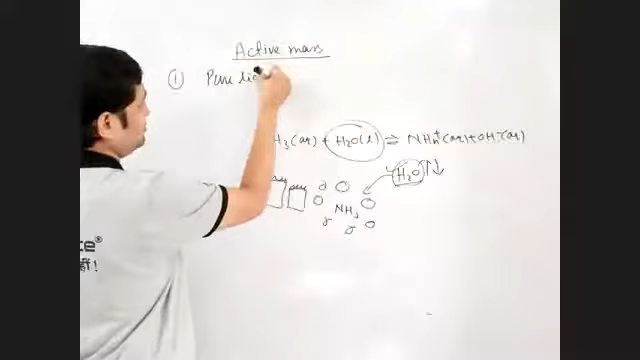 Active mass
① Pure liq
H3(aq) + H2O(l) ⇌ NH4+(aq) + OH-(aq)
H2O ↑↓
NH3